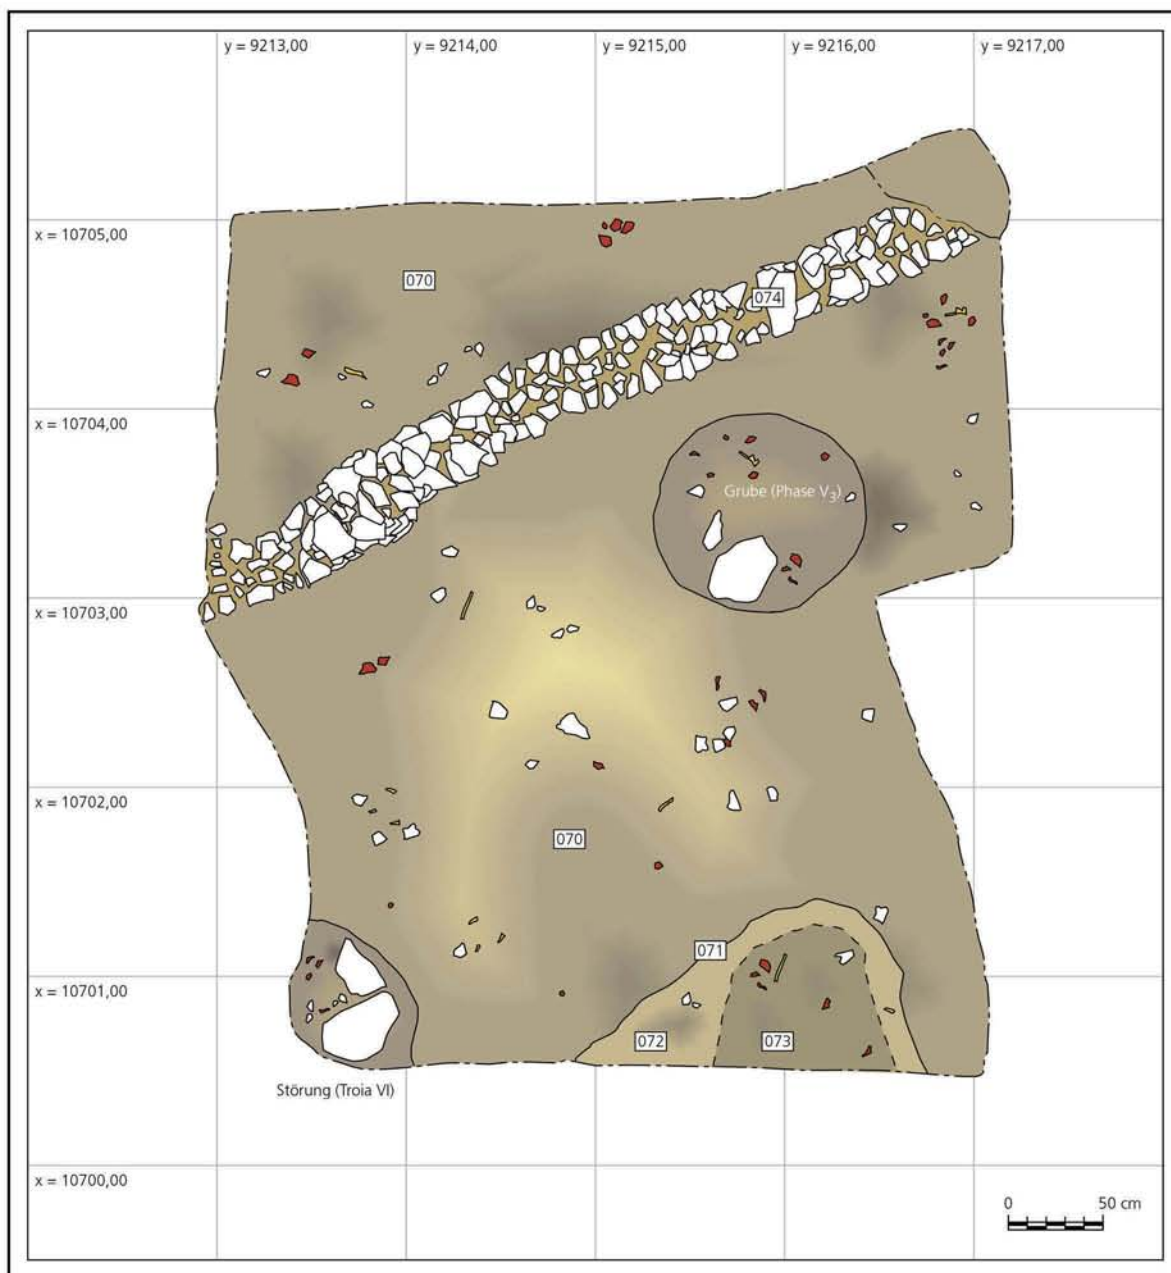 y = 9213,00
y = 9214,00
y = 9215,00
y = 9216,00
y = 9217,00
x = 10705,00
070
074
x = 10704,00
Grube (Phase V₃)
x = 10703,00
x = 10702,00
070
071
x = 10701,00
072
073
Störung (Troia VI)
x = 10700,00
0
50 cm